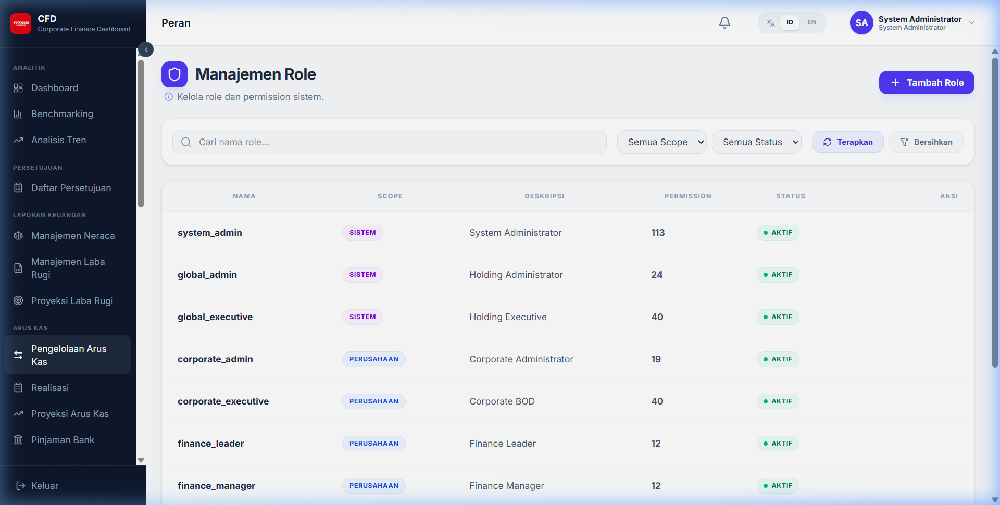 TITHIN
CFD
Corporate Finance Dashboard
ANALITIK
Dashboard
Benchmarking
Analisis Tren
PERSETUJUAN
Daftar Persetujuan
LAPORAN KEUANGAN
Manajemen Neraca
Manajemen Laba
Rugi
Proyeksi Laba Rugi
ARUS KAS
Pengelolaan Arus
Kas
Realisasi
Proyeksi Arus Kas
Pinjaman Bank
Keluar
Peran
ID
EN
SA
System Administrator
System Administrator
Manajemen Role
Kelola role dan permission sistem.
Tambah Role
Cari nama role...
Semua Scope
Semua Status
Terapkan
Bersihkan
NAMA SCOPE DESKRIPSI PERMISSION STATUS AKSI
system_admin SISTEM System Administrator 113 AKTIF
global_admin SISTEM Holding Administrator 24 AKTIF
global_executive SISTEM Holding Executive 40 AKTIF
corporate_admin PERUSAHAAN Corporate Administrator 19 AKTIF
corporate_executive PERUSAHAAN Corporate BOD 40 AKTIF
finance_leader PERUSAHAAN Finance Leader 12 AKTIF
finance_manager PERUSAHAAN Finance Manager 12 AKTIF